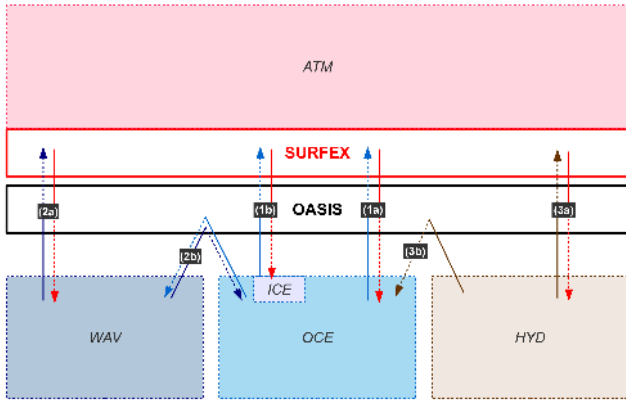 ATM
SURFEX
OASIS
(2a) (1b) (1a) (3a)
(2b) (3b)
ICE
WAV OCE HYD